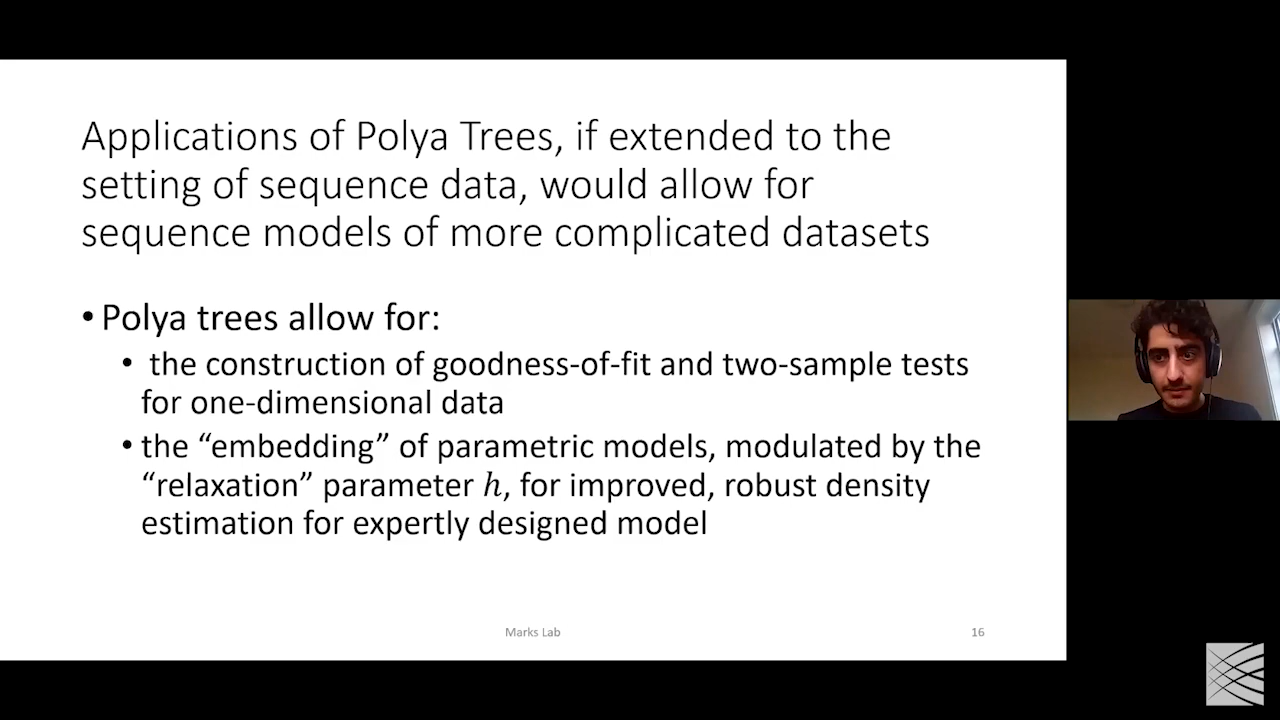 Applications of Polya Trees, if extended to the
setting of sequence data, would allow for
sequence models of more complicated datasets
• Polya trees allow for:
• the construction of goodness-of-fit and two-sample tests
for one-dimensional data
• the “embedding” of parametric models, modulated by the
“relaxation” parameter h, for improved, robust density
estimation for expertly designed model
Marks Lab
16